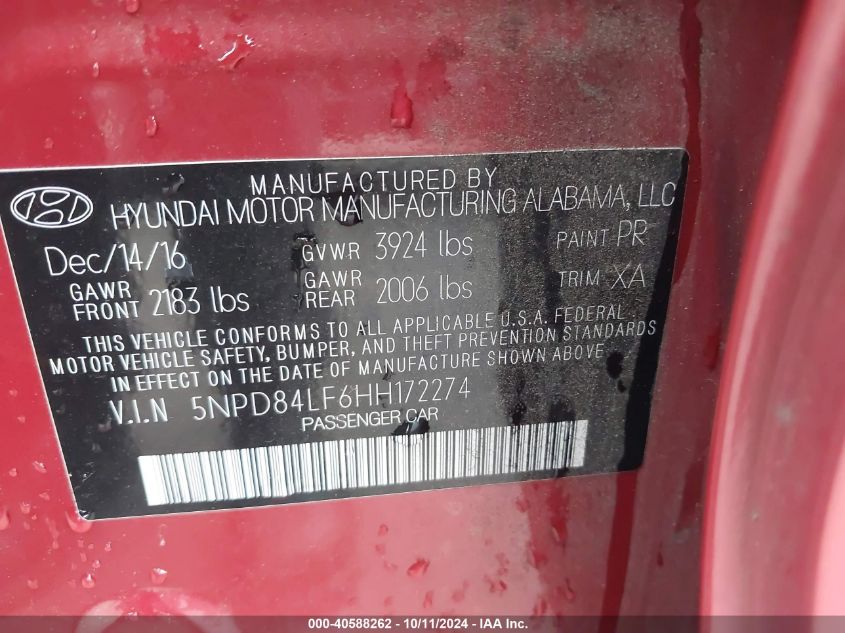 MANUFACTURED BY
HYUNDAI MOTOR MANUFACTURING ALABAMA, LLC
Dec/14/16 GVWR 3924 lbs PAINT PR
GAWR FRONT 2183 lbs GAWR REAR 2006 lbs TRIM XA
THIS VEHICLE CONFORMS TO ALL APPLICABLE U.S.A. FEDERAL
MOTOR VEHICLE SAFETY, BUMPER, AND THEFT PREVENTION STANDARDS
IN EFFECT ON THE DATE OF MANUFACTURE SHOWN ABOVE.
V.I.N 5NPD84LF6HH172274
PASSENGER CAR
000-40588262 - 10/11/2024 - IAA Inc.